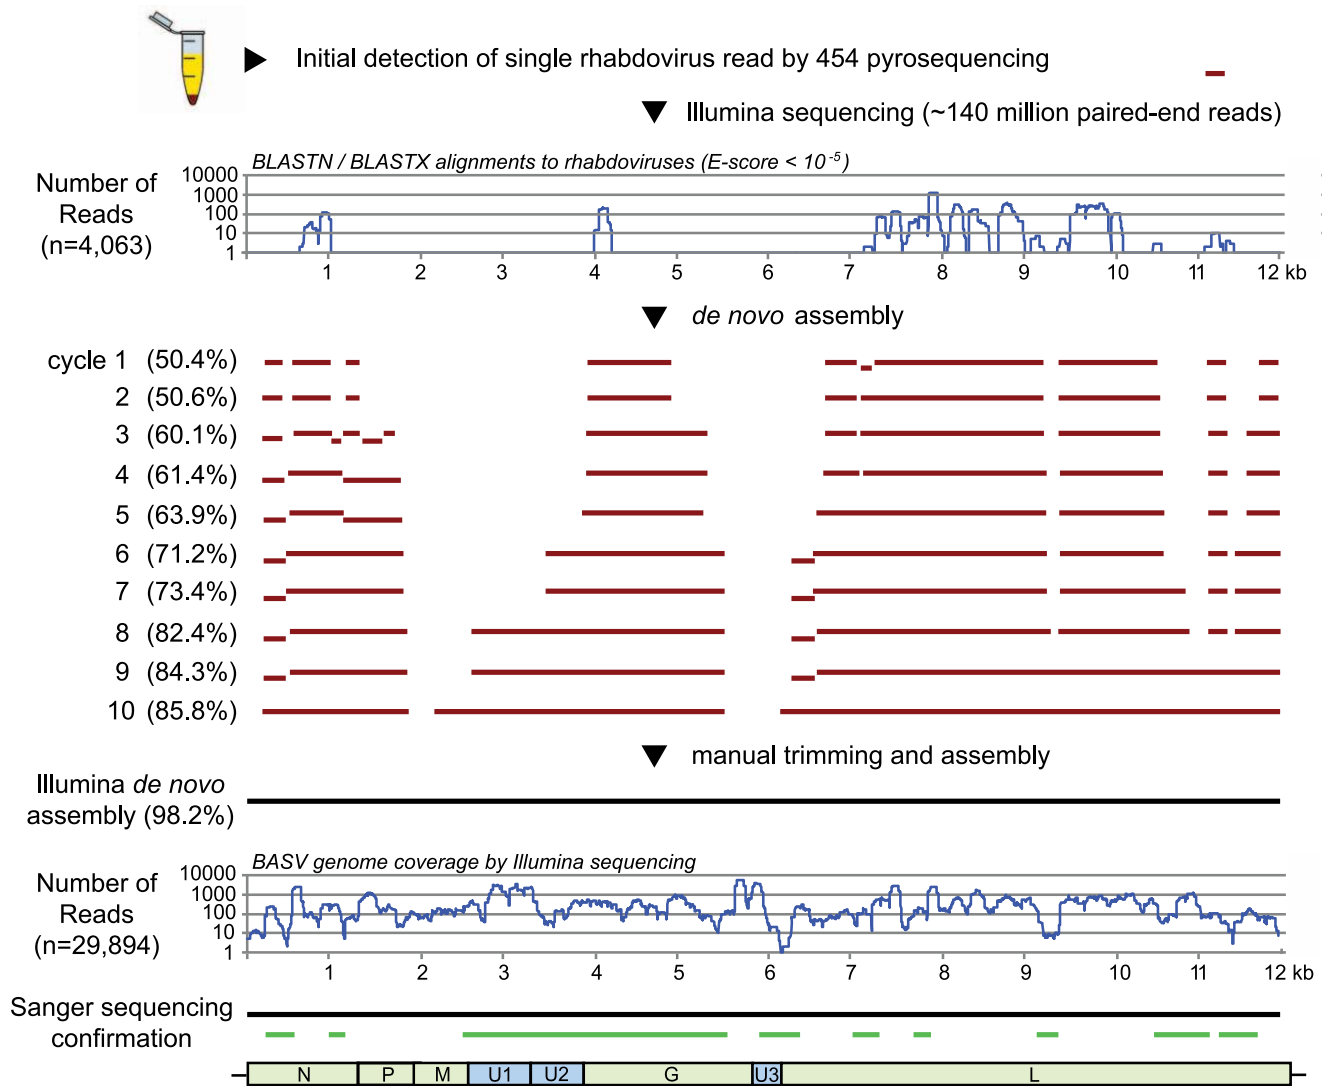 Initial detection of single rhabdovirus read by 454 pyrosequencing
Illumina sequencing (~140 million paired-end reads)
BLASTN / BLASTX alignments to rhabdoviruses (E-score < 10⁻⁵)
Number of
Reads
(n=4,063)
10000
1000
100
10
1
1 2 3 4 5 6 7 8 9 10 11 12 kb
de novo assembly
cycle 1 (50.4%)
2 (50.6%)
3 (60.1%)
4 (61.4%)
5 (63.9%)
6 (71.2%)
7 (73.4%)
8 (82.4%)
9 (84.3%)
10 (85.8%)
manual trimming and assembly
Illumina de novo
assembly (98.2%)
BASV genome coverage by Illumina sequencing
Number of
Reads
(n=29,894)
10000
1000
100
10
1
1 2 3 4 5 6 7 8 9 10 11 12 kb
Sanger sequencing
confirmation
N P M U1 U2 G U3 L